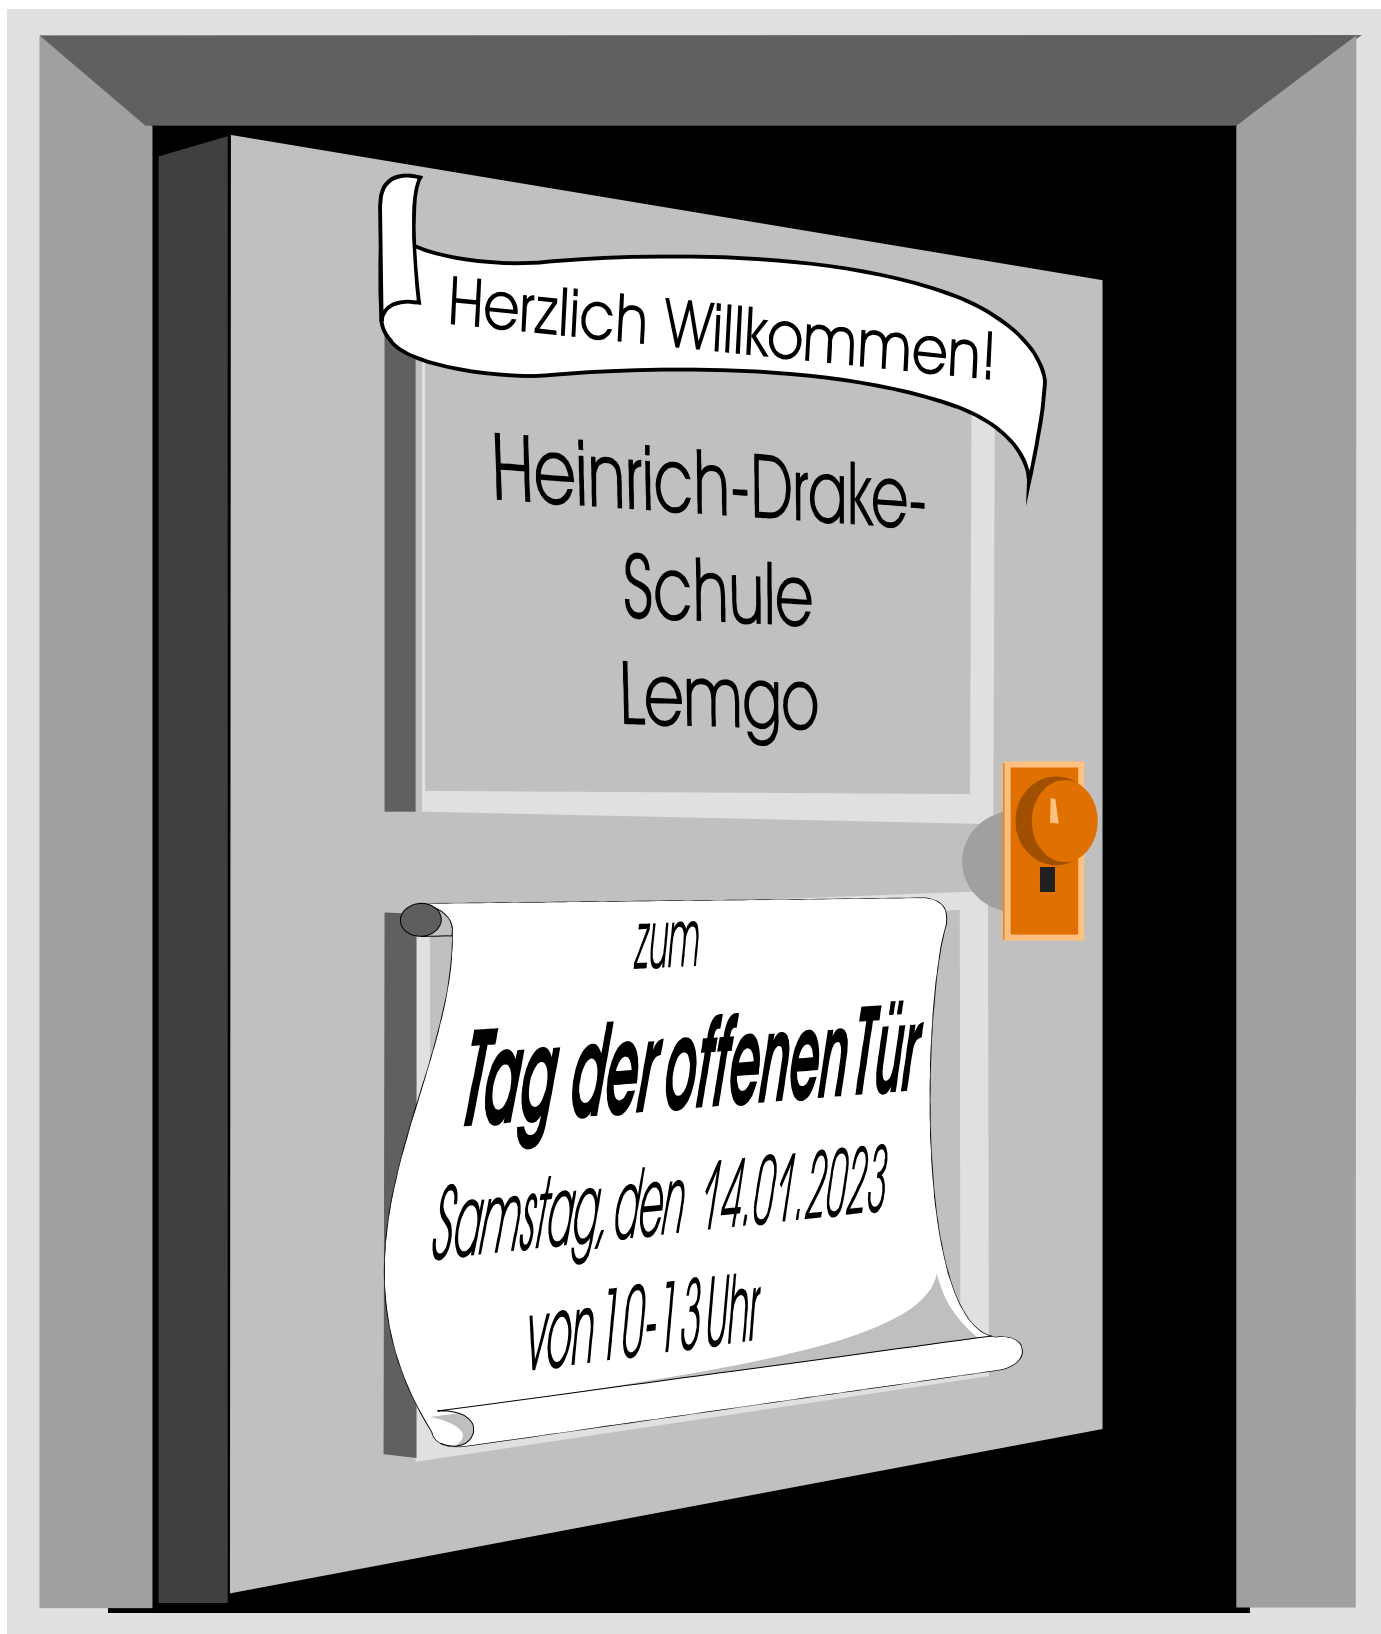 Herzlich Willkommen!
Heinrich-Drake-
Schule
Lemgo
zum
Tag der offenen Tür
Samstag, den 14.01.2023
von 10-13 Uhr